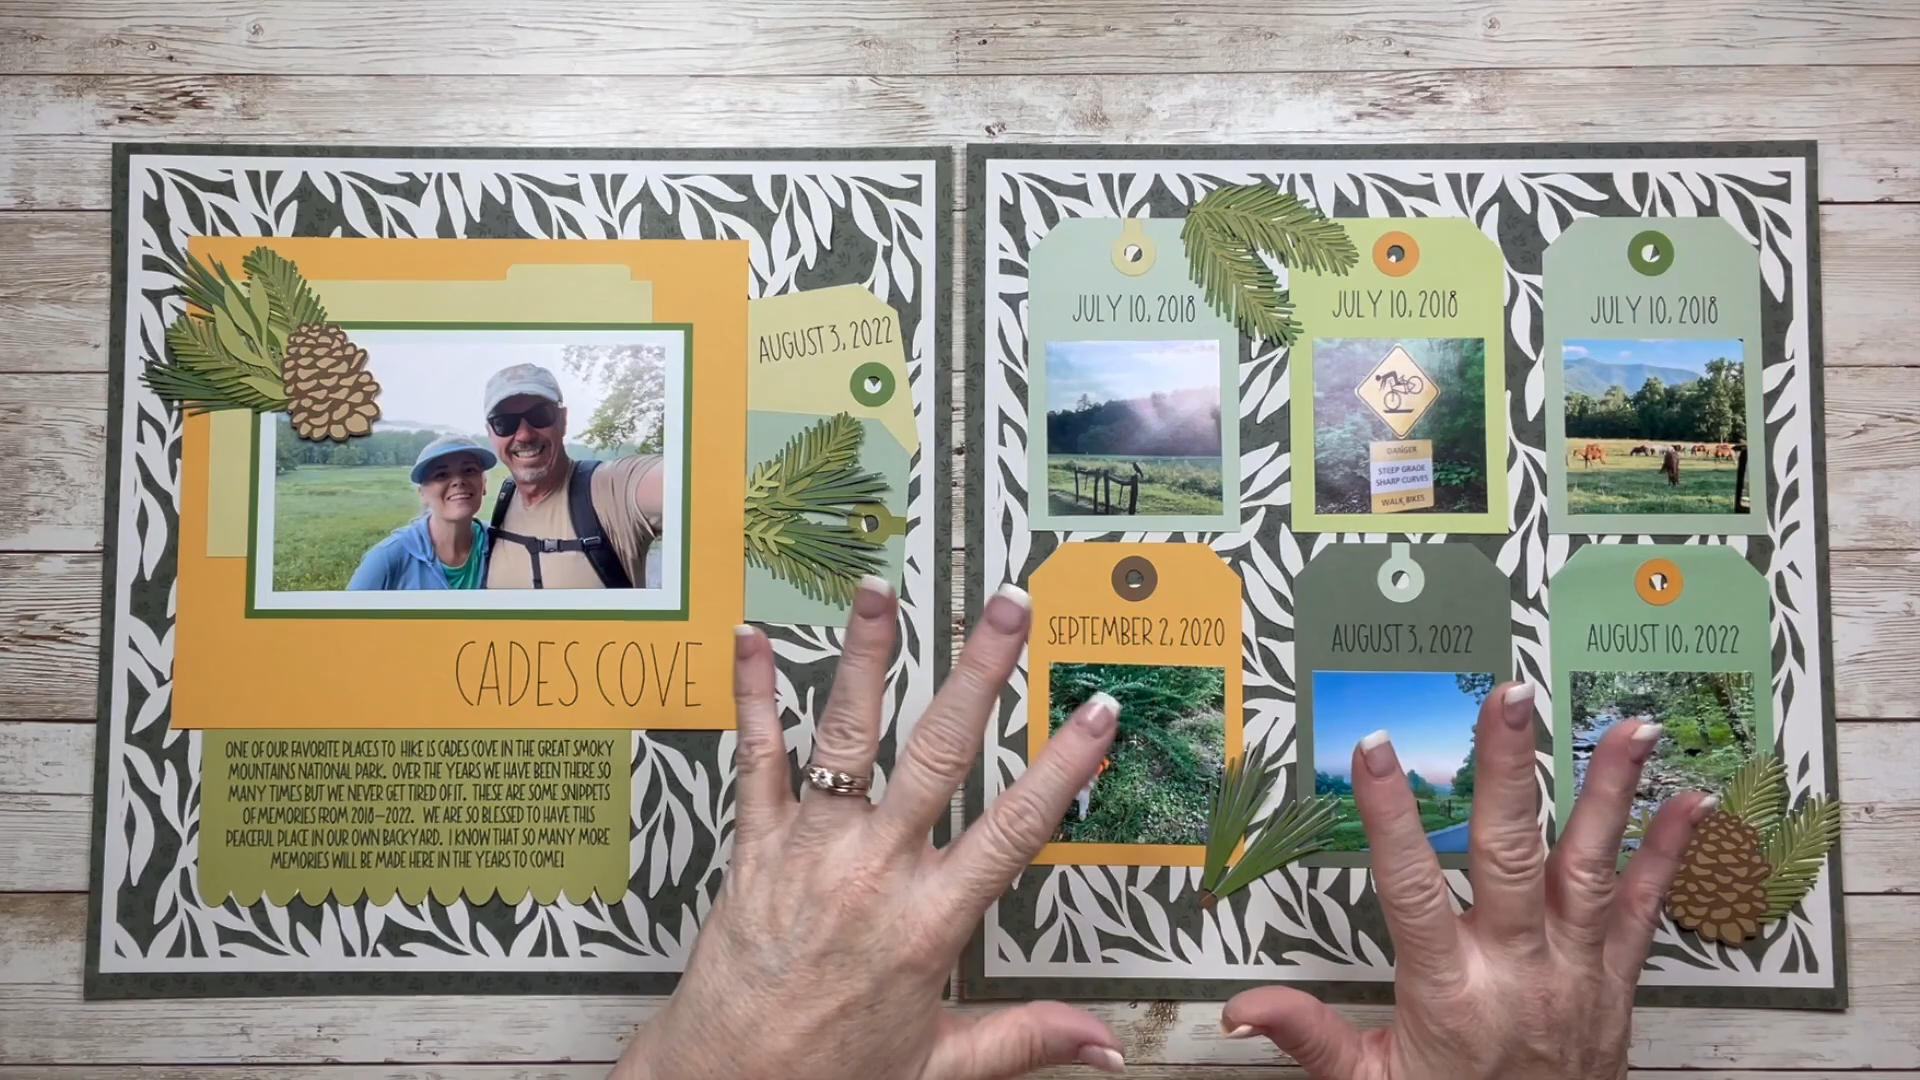 AUGUST 3, 2022
CADES COVE
ONE OF OUR FAVORITE PLACES TO HIKE IS CADES COVE IN THE GREAT SMOKY
MOUNTAINS NATIONAL PARK. OVER THE YEARS WE HAVE BEEN THERE SO
MANY TIMES BUT WE NEVER GET TIRED OF IT. THESE ARE SOME SNIPPETS
OF MEMORIES FROM 2018-2022. WE ARE SO BLESSED TO HAVE THIS
PEACEFUL PLACE IN OUR OWN BACKYARD. I KNOW THAT SO MANY MORE
MEMORIES WILL BE MADE HERE IN THE YEARS TO COME!
JULY 10, 2018
JULY 10, 2018
DANGER
STEEP GRADE
SHARP CURVES
WALK BIKES
JULY 10, 2018
SEPTEMBER 2, 2020
AUGUST 3, 2022
AUGUST 10, 2022